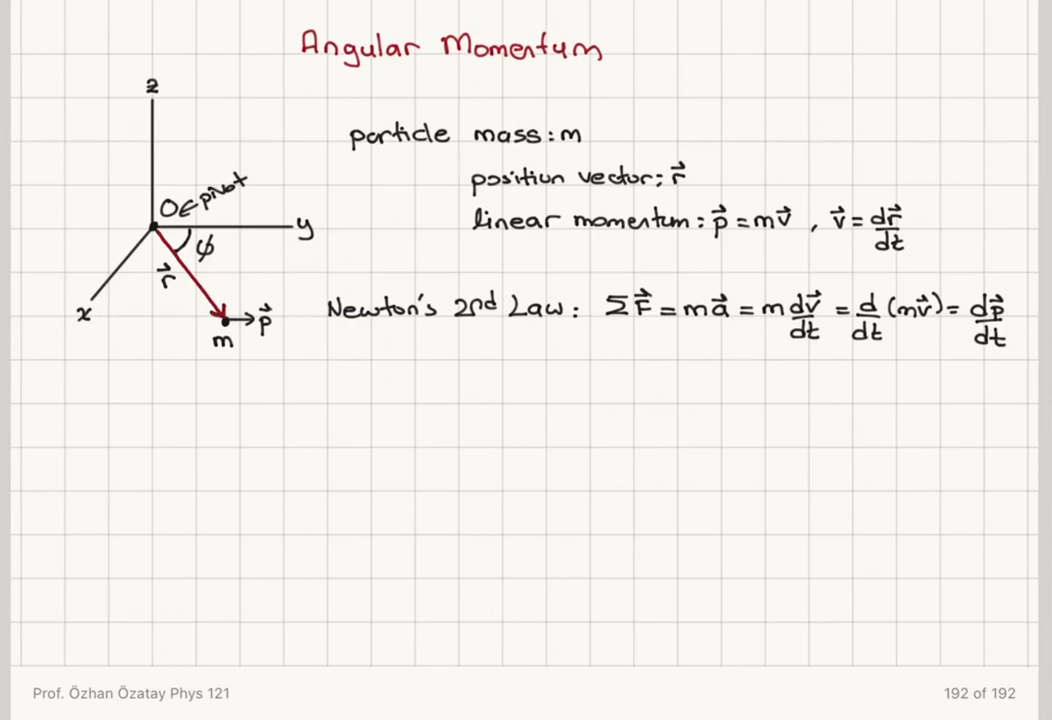 Angular Momentum
z
particle mass: m
position vector: r⃗
O ← pivot
linear momentum: p⃗ = mv⃗ , v⃗ = dr⃗/dt
y
ϕ
r⃗
x
p⃗
m
Newton's 2nd Law: ΣF⃗ = ma⃗ = m dv⃗/dt = d/dt (mv⃗) = dp⃗/dt
Prof. Özhan Özatay Phys 121
192 of 192